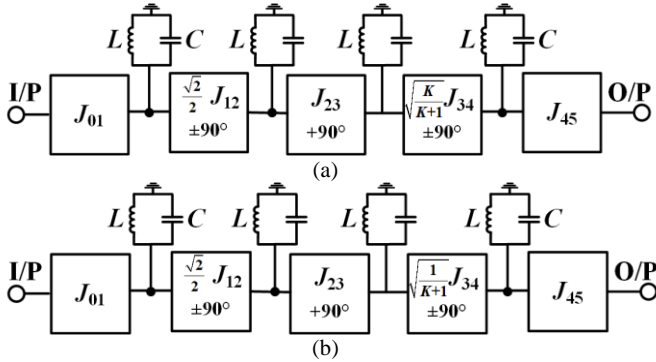 L C L L L C
I/P J₀₁ √2/2 J₁₂ ±90° J₂₃ +90° √(K/(K+1)) J₃₄ ±90° J₄₅ O/P
(a)
L C L L L C
I/P J₀₁ √2/2 J₁₂ ±90° J₂₃ +90° √(1/(K+1)) J₃₄ ±90° J₄₅ O/P
(b)